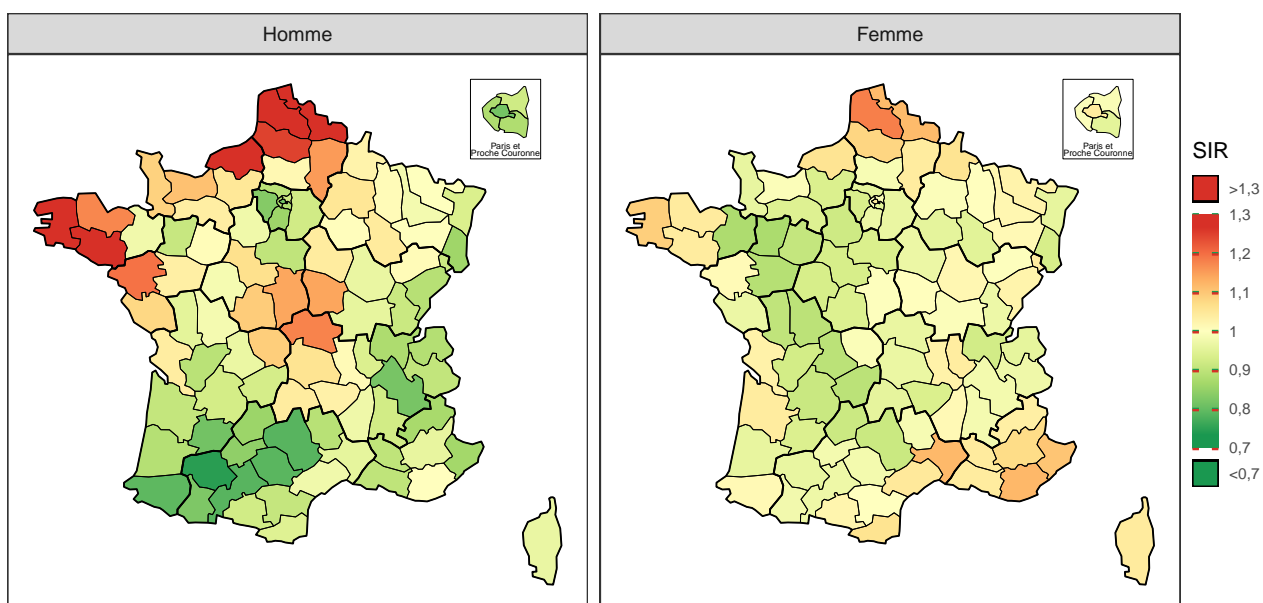 Homme
Femme
Paris et
Proche Couronne
Paris et
Proche Couronne
SIR
>1,3
1,3
1,2
1,1
1
0,9
0,8
0,7
<0,7